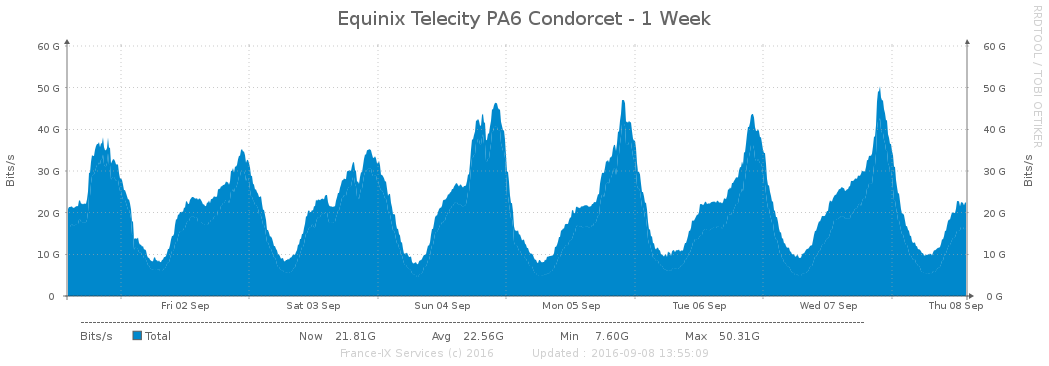 Equinix Telecity PA6 Condorcet - 1 Week
RRDTOOL / TOBI OETIKER
60 G 60 G
50 G 50 G
40 G 40 G
30 G 30 G
20 G 20 G
10 G 10 G
0 0 G
Bits/s
Bits/s
Fri 02 Sep Sat 03 Sep Sun 04 Sep Mon 05 Sep Tue 06 Sep Wed 07 Sep Thu 08 Sep
Bits/s Total Now 21.81G Avg 22.56G Min 7.60G Max 50.31G
France-IX Services (c) 2016 Updated : 2016-09-08 13:55:09